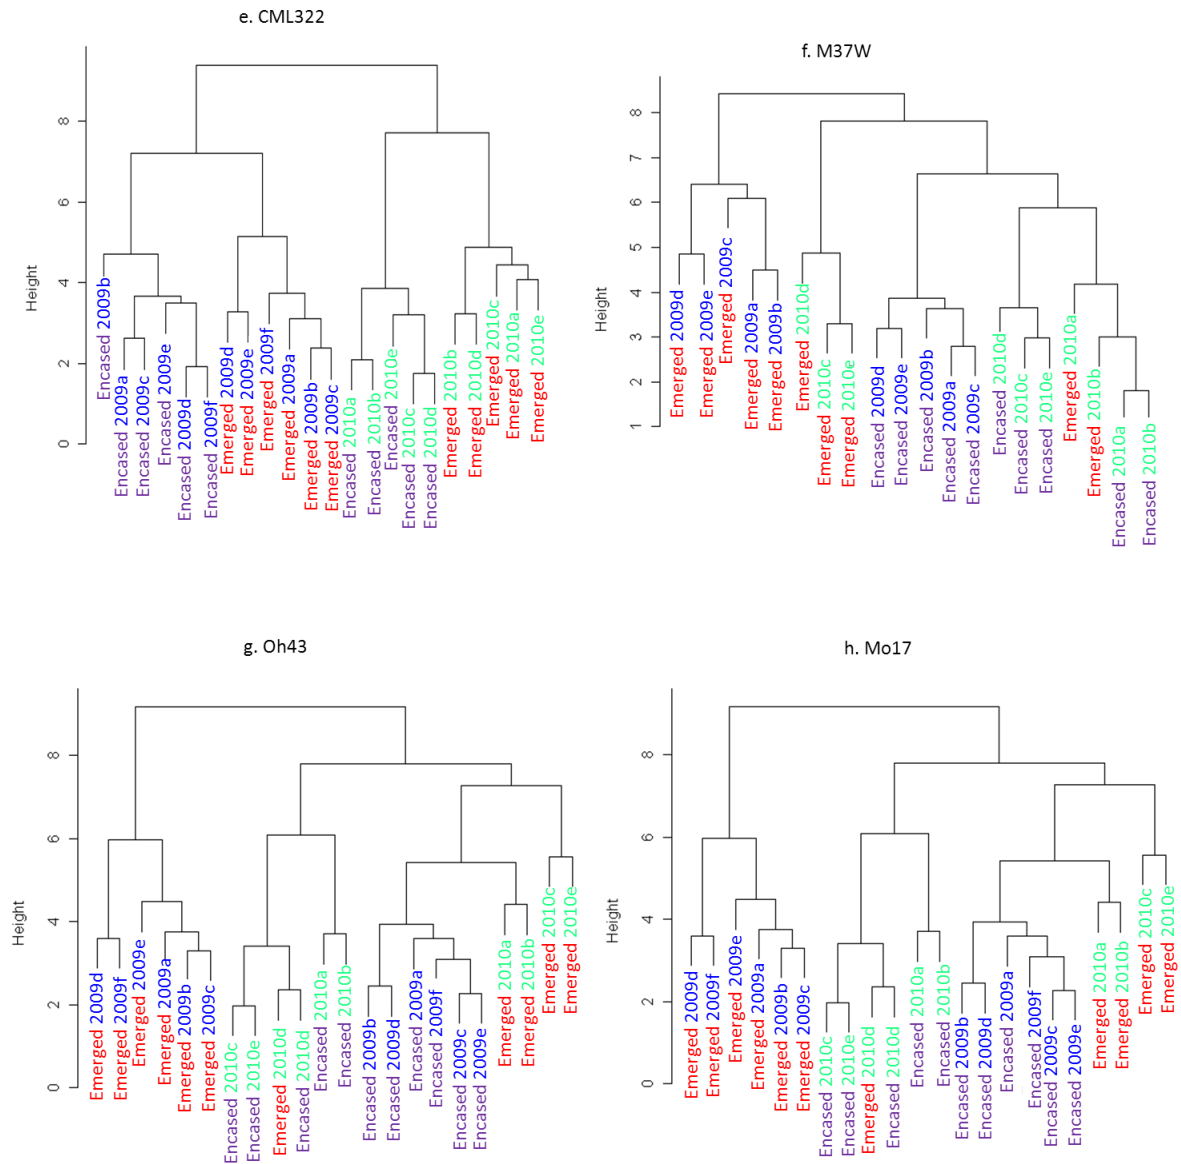 e. CML322
Height
8
6
4
2
0
Encased 2009b
Encased 2009a
Encased 2009c
Encased 2009e
Encased 2009d
Encased 2009f
Emerged 2009d
Emerged 2009e
Emerged 2009f
Emerged 2009a
Emerged 2009b
Emerged 2009c
Encased 2010a
Encased 2010b
Encased 2010e
Encased 2010c
Encased 2010d
Emerged 2010b
Emerged 2010d
Emerged 2010c
Emerged 2010a
Emerged 2010e
f. M37W
Height
8
7
6
5
4
3
2
1
Emerged 2009d
Emerged 2009e
Emerged 2009c
Emerged 2009a
Emerged 2009b
Emerged 2010d
Emerged 2010c
Emerged 2010e
Encased 2009d
Encased 2009e
Encased 2009b
Encased 2009a
Encased 2009c
Encased 2010d
Encased 2010c
Encased 2010e
Emerged 2010a
Emerged 2010b
Encased 2010a
Encased 2010b
g. Oh43
Height
8
6
4
2
0
Emerged 2009d
Emerged 2009f
Emerged 2009e
Emerged 2009a
Emerged 2009b
Emerged 2009c
Encased 2010c
Encased 2010e
Emerged 2010d
Encased 2010d
Encased 2010a
Encased 2010b
Encased 2009b
Encased 2009d
Encased 2009a
Encased 2009f
Encased 2009c
Encased 2009e
Emerged 2010a
Emerged 2010b
Emerged 2010c
Emerged 2010e
h. Mo17
Height
8
6
4
2
0
Emerged 2009d
Emerged 2009f
Emerged 2009e
Emerged 2009a
Emerged 2009b
Emerged 2009c
Encased 2010c
Encased 2010e
Emerged 2010d
Encased 2010d
Encased 2010a
Encased 2010b
Encased 2009b
Encased 2009d
Encased 2009a
Encased 2009f
Encased 2009c
Encased 2009e
Emerged 2010a
Emerged 2010b
Emerged 2010c
Emerged 2010e